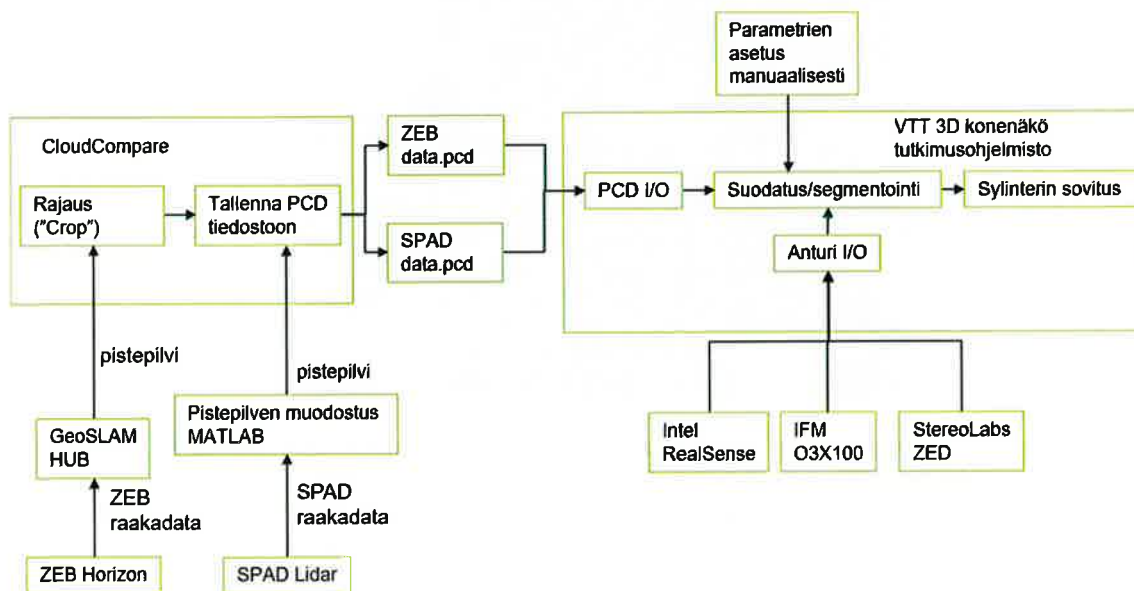 Parametrien
asetus
manuaalisesti
CloudCompare
ZEB
data.pcd
VTT 3D konenäkö
tutkimusohjelmisto
Rajaus
("Crop")
Tallenna PCD
tiedostoon
PCD I/O
Suodatus/segmentointi
Sylinterin sovitus
SPAD
data.pcd
Anturi I/O
pistepilvi
pistepilvi
GeoSLAM
HUB
Pistepilven muodostus
MATLAB
Intel
RealSense
IFM
O3X100
StereoLabs
ZED
ZEB
raakadata
SPAD
raakadata
ZEB Horizon
SPAD Lidar